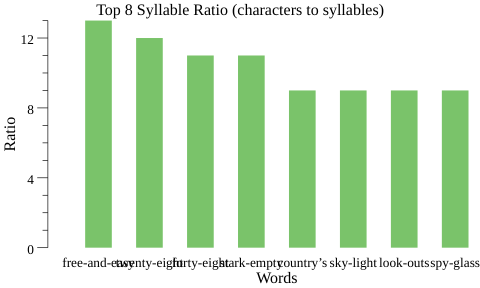 Top 8 Syllable Ratio (characters to syllables)
12
8
4
0
Ratio
free-and-easy twenty-eight forty-eight stark-empty country’s sky-light look-outs spy-glass
Words